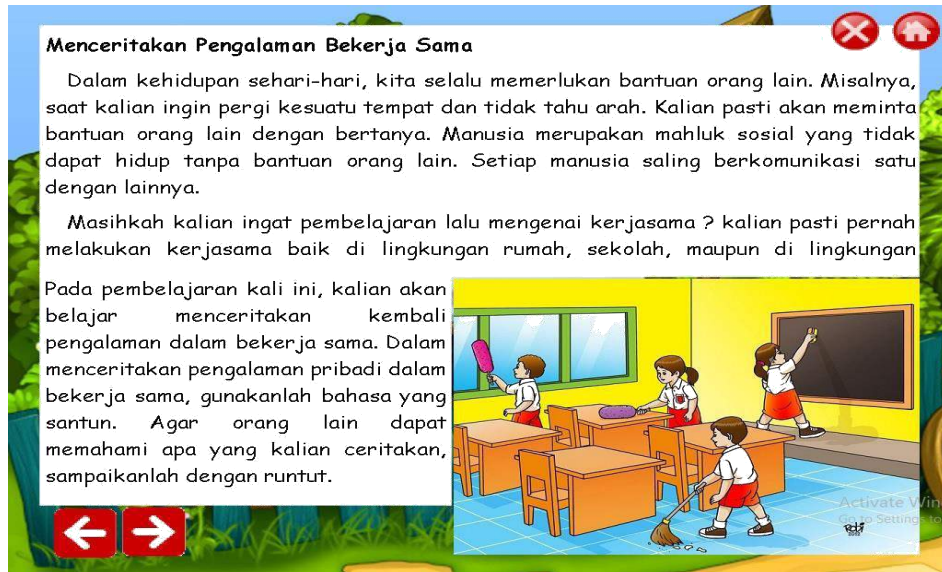 Menceritakan Pengalaman Bekerja Sama
Dalam kehidupan sehari-hari, kita selalu memerlukan bantuan orang lain. Misalnya,
saat kalian ingin pergi kesuatu tempat dan tidak tahu arah. Kalian pasti akan meminta
bantuan orang lain dengan bertanya. Manusia merupakan mahluk sosial yang tidak
dapat hidup tanpa bantuan orang lain. Setiap manusia saling berkomunikasi satu
dengan lainnya.
Masihkah kalian ingat pembelajaran lalu mengenai kerjasama ? kalian pasti pernah
melakukan kerjasama baik di lingkungan rumah, sekolah, maupun di lingkungan
Pada pembelajaran kali ini, kalian akan
belajar menceritakan kembali
pengalaman dalam bekerja sama. Dalam
menceritakan pengalaman pribadi dalam
bekerja sama, gunakanlah bahasa yang
santun. Agar orang lain dapat
memahami apa yang kalian ceritakan,
sampaikanlah dengan runtut.
Activate Win
Go to Settings to